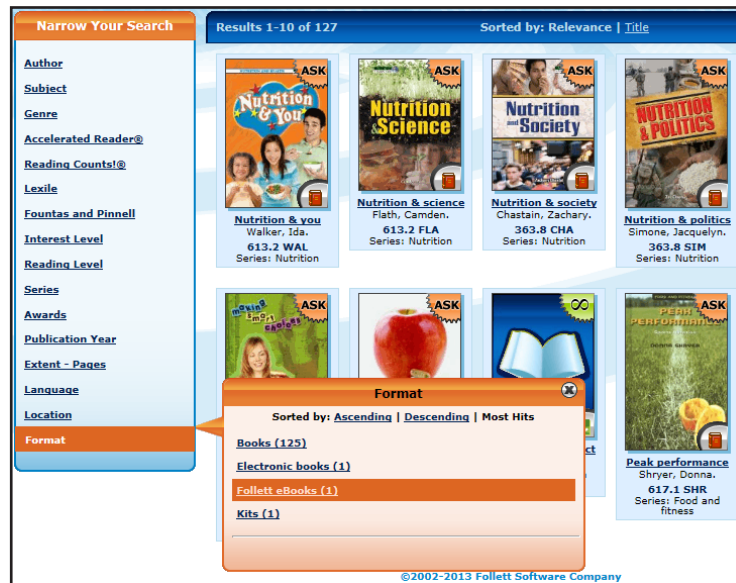 Narrow Your Search
Author
Subject
Genre
Accelerated Reader®
Reading Counts!®
Lexile
Fountas and Pinnell
Interest Level
Reading Level
Series
Awards
Publication Year
Extent - Pages
Language
Location
Format
Results 1-10 of 127
Sorted by: Relevance | Title
ASK
Nutrition
& You
Nutrition & you
Walker, Ida.
613.2 WAL
Series: Nutrition
ASK
Nutrition
& Science
Nutrition & science
Flath, Camden.
613.2 FLA
Series: Nutrition
ASK
Nutrition
and Society
Nutrition & society
Chastain, Zachary.
363.8 CHA
Series: Nutrition
ASK
NUTRITION
& POLITICS
Nutrition & politics
Simone, Jacquelyn.
363.8 SIM
Series: Nutrition
ASK
making
smart
choices
ASK
∞
ct
ASK
PEAK
PERFORMANCE
Peak performance
Shryer, Donna.
617.1 SHR
Series: Food and
fitness
Format
Sorted by: Ascending | Descending | Most Hits
Books (125)
Electronic books (1)
Follett eBooks (1)
Kits (1)
©2002-2013 Follett Software Company